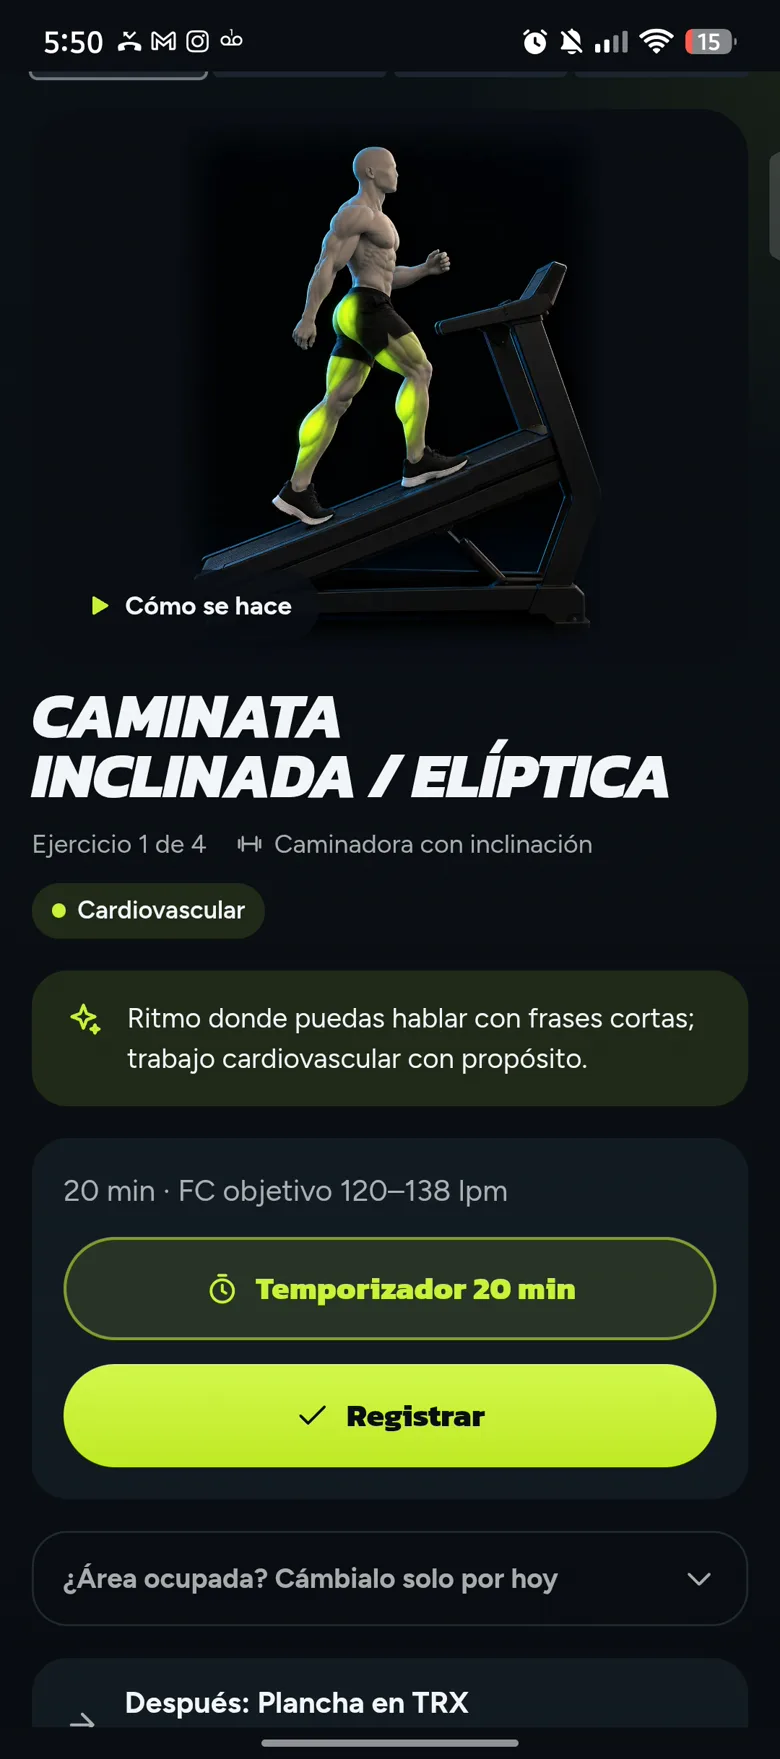 5:50
15
Cómo se hace
CAMINATA
INCLINADA / ELÍPTICA
Ejercicio 1 de 4 Caminadora con inclinación
Cardiovascular
Ritmo donde puedas hablar con frases cortas;
trabajo cardiovascular con propósito.
20 min · FC objetivo 120–138 lpm
Temporizador 20 min
Registrar
¿Área ocupada? Cámbialo solo por hoy
Después: Plancha en TRX